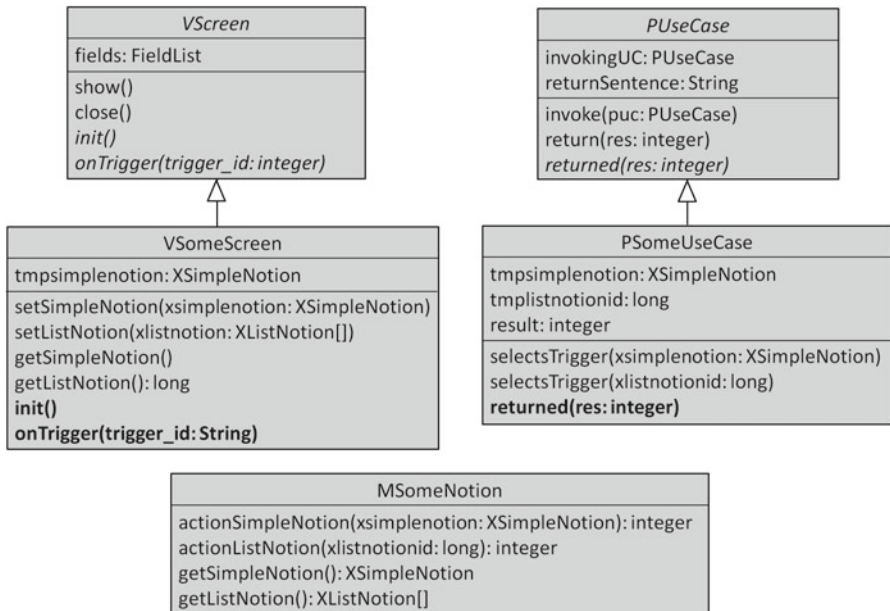 VScreen
fields: FieldList
show()
close()
init()
onTrigger(trigger_id: integer)
PUseCase
invokingUC: PUseCase
returnSentence: String
invoke(puc: PUseCase)
return(res: integer)
returned(res: integer)
VSomeScreen
tmpsimplenotion: XSimpleNotion
setSimpleNotion(xsimplenotion: XSimpleNotion)
setListNotion(xlistnotion: XListNotion[])
getSimpleNotion()
getListNotion(): long
init()
onTrigger(trigger_id: String)
PSomeUseCase
tmpsimplenotion: XSimpleNotion
tmplistnotionid: long
result: integer
selectsTrigger(xsimplenotion: XSimpleNotion)
selectsTrigger(xlistnotionid: long)
returned(res: integer)
MSomeNotion
actionSimpleNotion(xsimplenotion: XSimpleNotion): integer
actionListNotion(xlistnotionid: long): integer
getSimpleNotion(): XSimpleNotion
getListNotion(): XListNotion[]